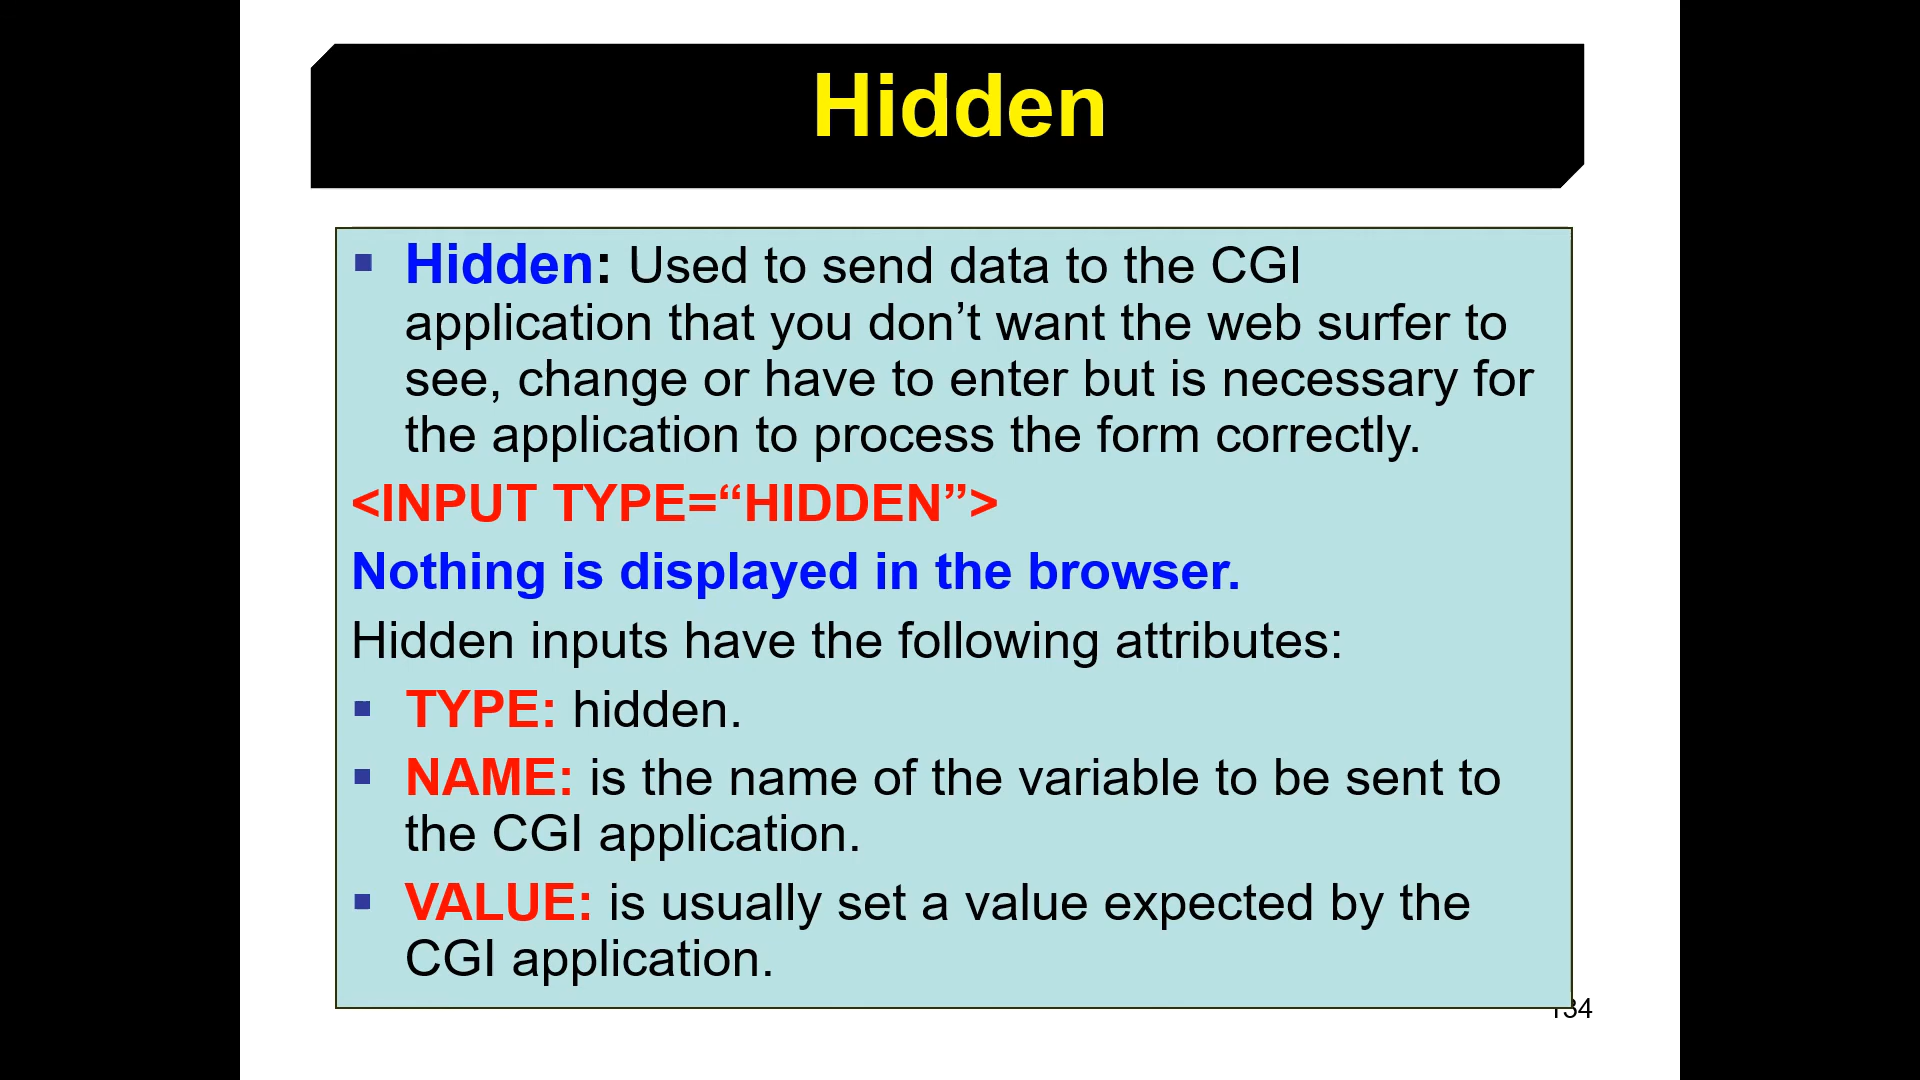 Hidden
▪ Hidden: Used to send data to the CGI
application that you don’t want the web surfer to
see, change or have to enter but is necessary for
the application to process the form correctly.
<INPUT TYPE=“HIDDEN”>
Nothing is displayed in the browser.
Hidden inputs have the following attributes:
▪ TYPE: hidden.
▪ NAME: is the name of the variable to be sent to
the CGI application.
▪ VALUE: is usually set a value expected by the
CGI application.
134